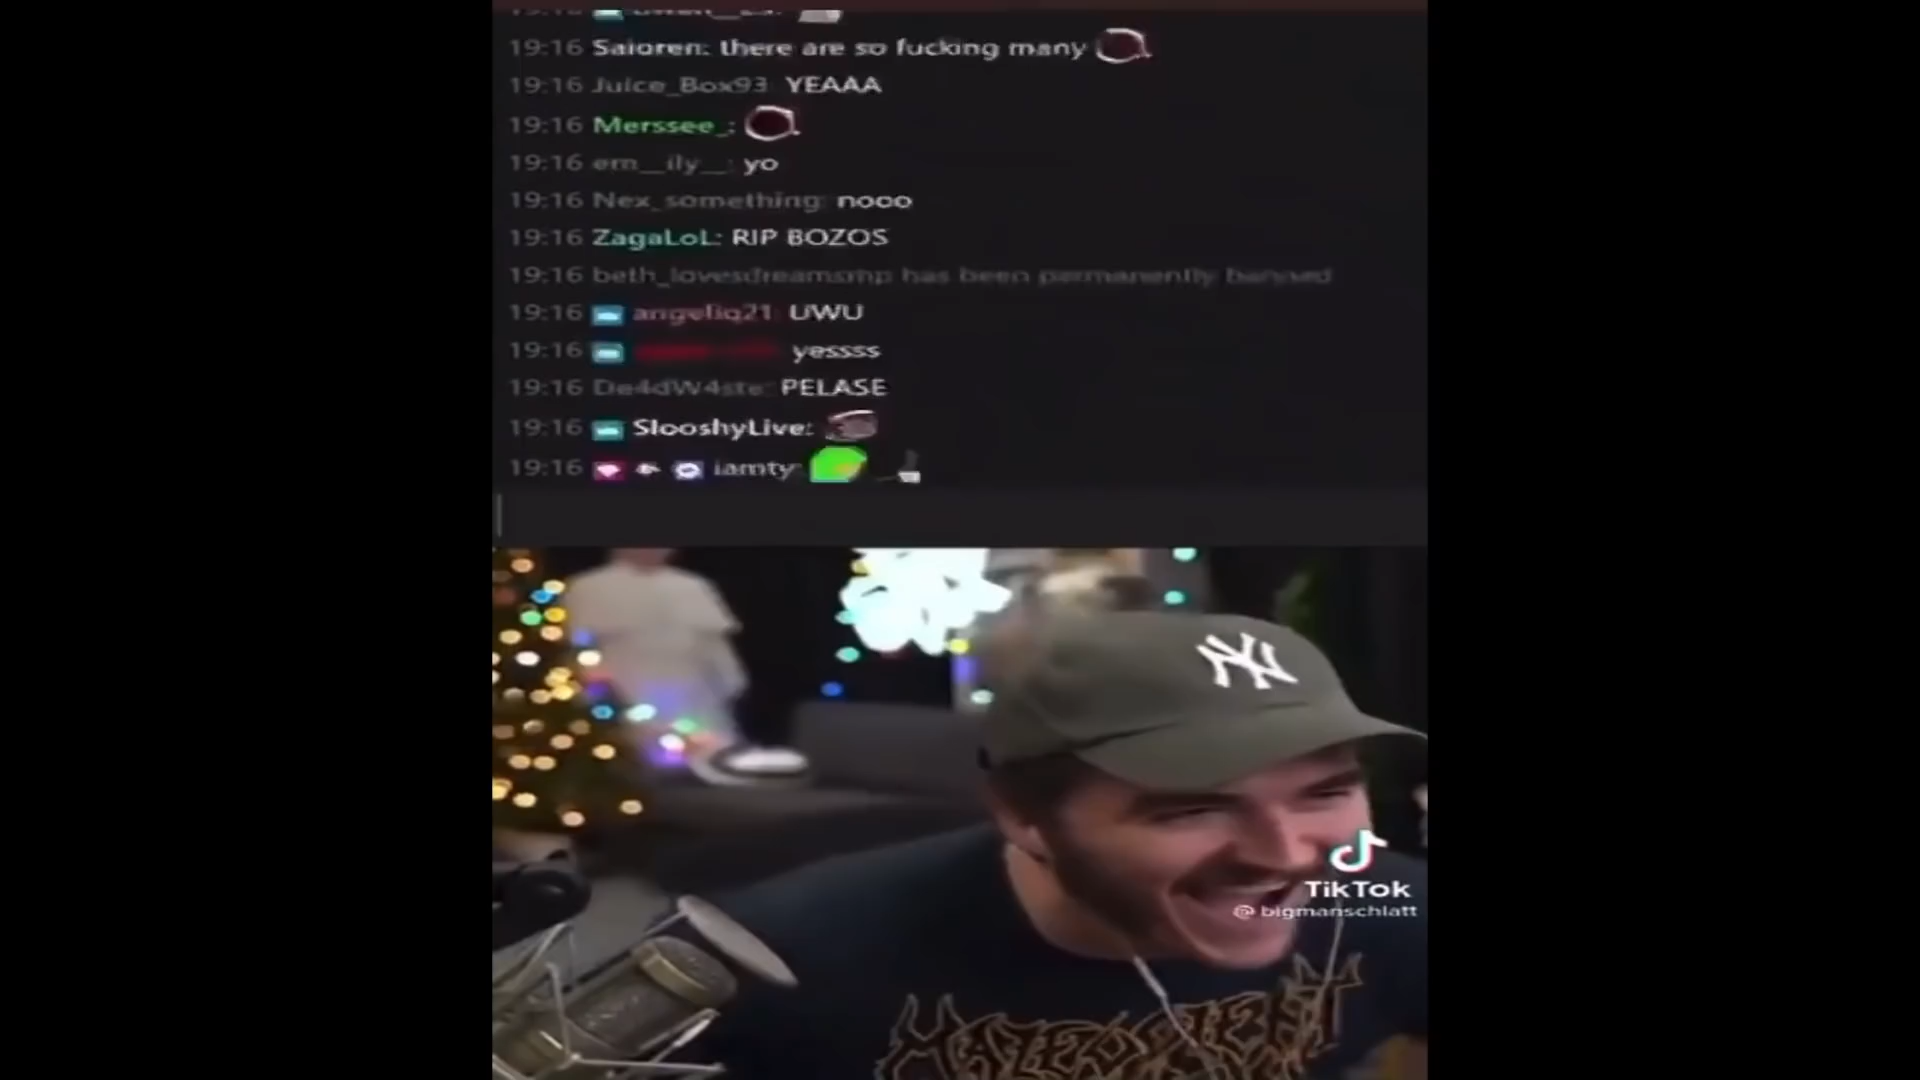 19:16 Saioren: there are so fucking many
19:16 Juice_Box93: YEAAA
19:16 Merssee_:
19:16 em__ily__: yo
19:16 Nex_something: nooo
19:16 ZagaLoL: RIP BOZOS
19:16 beth_lovesdreamsmp has been permanently banned
19:16 angeliq21: UWU
19:16 yessss
19:16 De4dW4ste: PELASE
19:16 SlooshyLive:
19:16 iamty:
NY
TikTok
@bigmanschlatt
MALEVOLENT